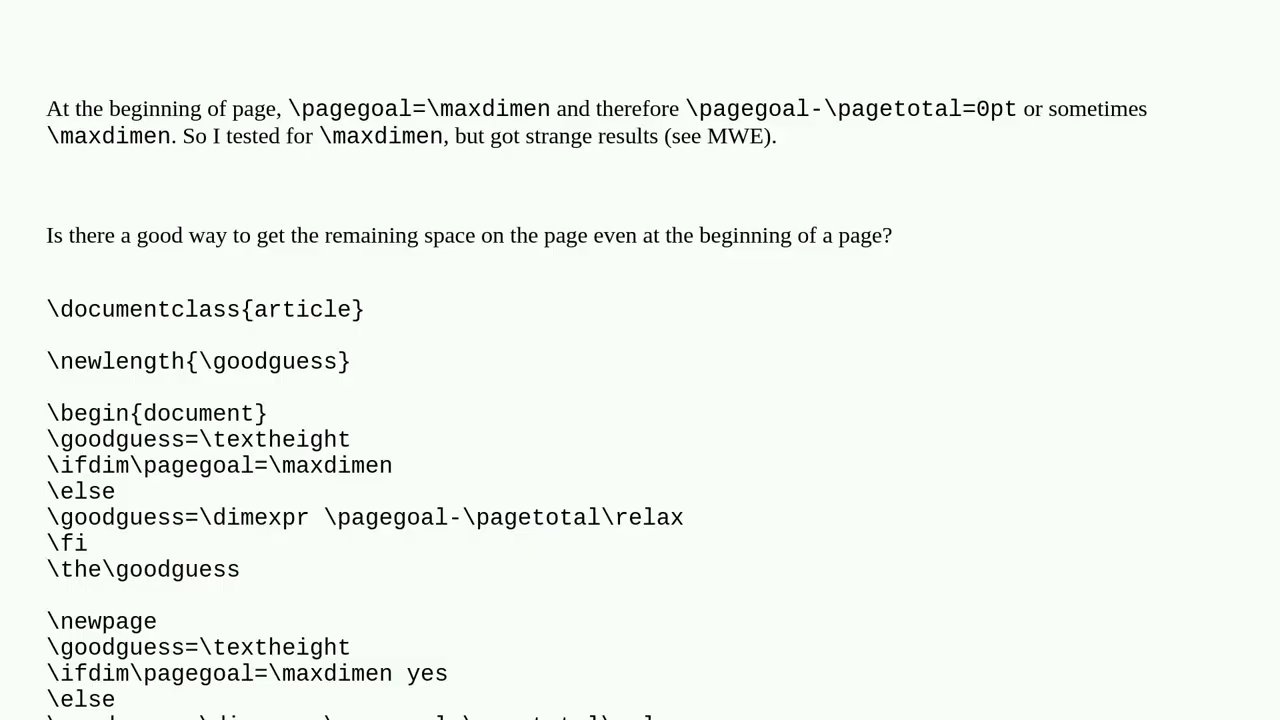 At the beginning of page, \pagegoal=\maxdimen and therefore \pagegoal-\pagetotal=0pt or sometimes
\maxdimen. So I tested for \maxdimen, but got strange results (see MWE).
Is there a good way to get the remaining space on the page even at the beginning of a page?
\documentclass{article}
\newlength{\goodguess}
\begin{document}
\goodguess=\textheight
\ifdim\pagegoal=\maxdimen
\else
\goodguess=\dimexpr \pagegoal-\pagetotal\relax
\fi
\the\goodguess
\newpage
\goodguess=\textheight
\ifdim\pagegoal=\maxdimen yes
\else